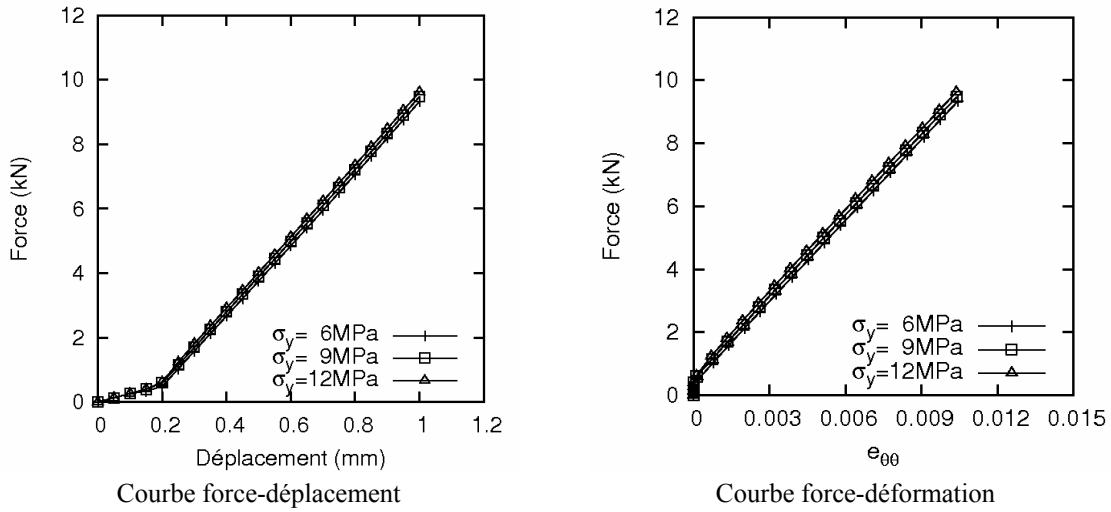 12
10
8
6
4
2
0
Force (kN)
σy= 6MPa
σy= 9MPa
σy=12MPa
0 0.2 0.4 0.6 0.8 1 1.2
Déplacement (mm)
Courbe force-déplacement
12
10
8
6
4
2
0
Force (kN)
σy= 6MPa
σy= 9MPa
σy=12MPa
0 0.003 0.006 0.009 0.012 0.015
eθθ
Courbe force-déformation